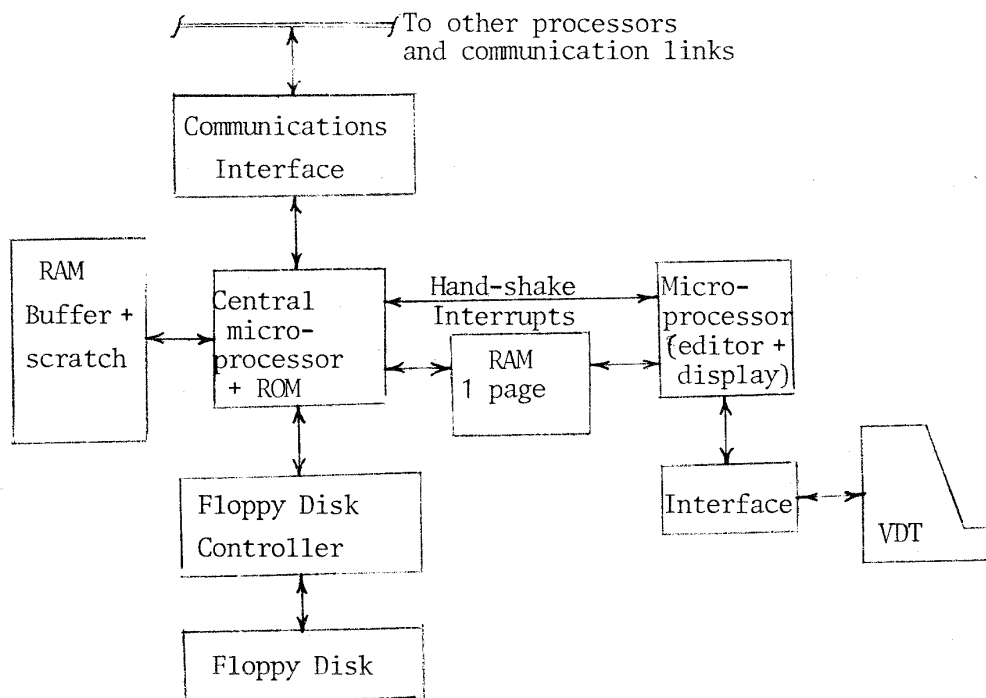 To other processors
and communication links
Communications
Interface
RAM
Buffer +
scratch
Central
micro-
processor
+ ROM
Hand-shake
Interrupts
RAM
1 page
Micro-
processor
(editor +
display)
Floppy Disk
Controller
Interface
VDT
Floppy Disk